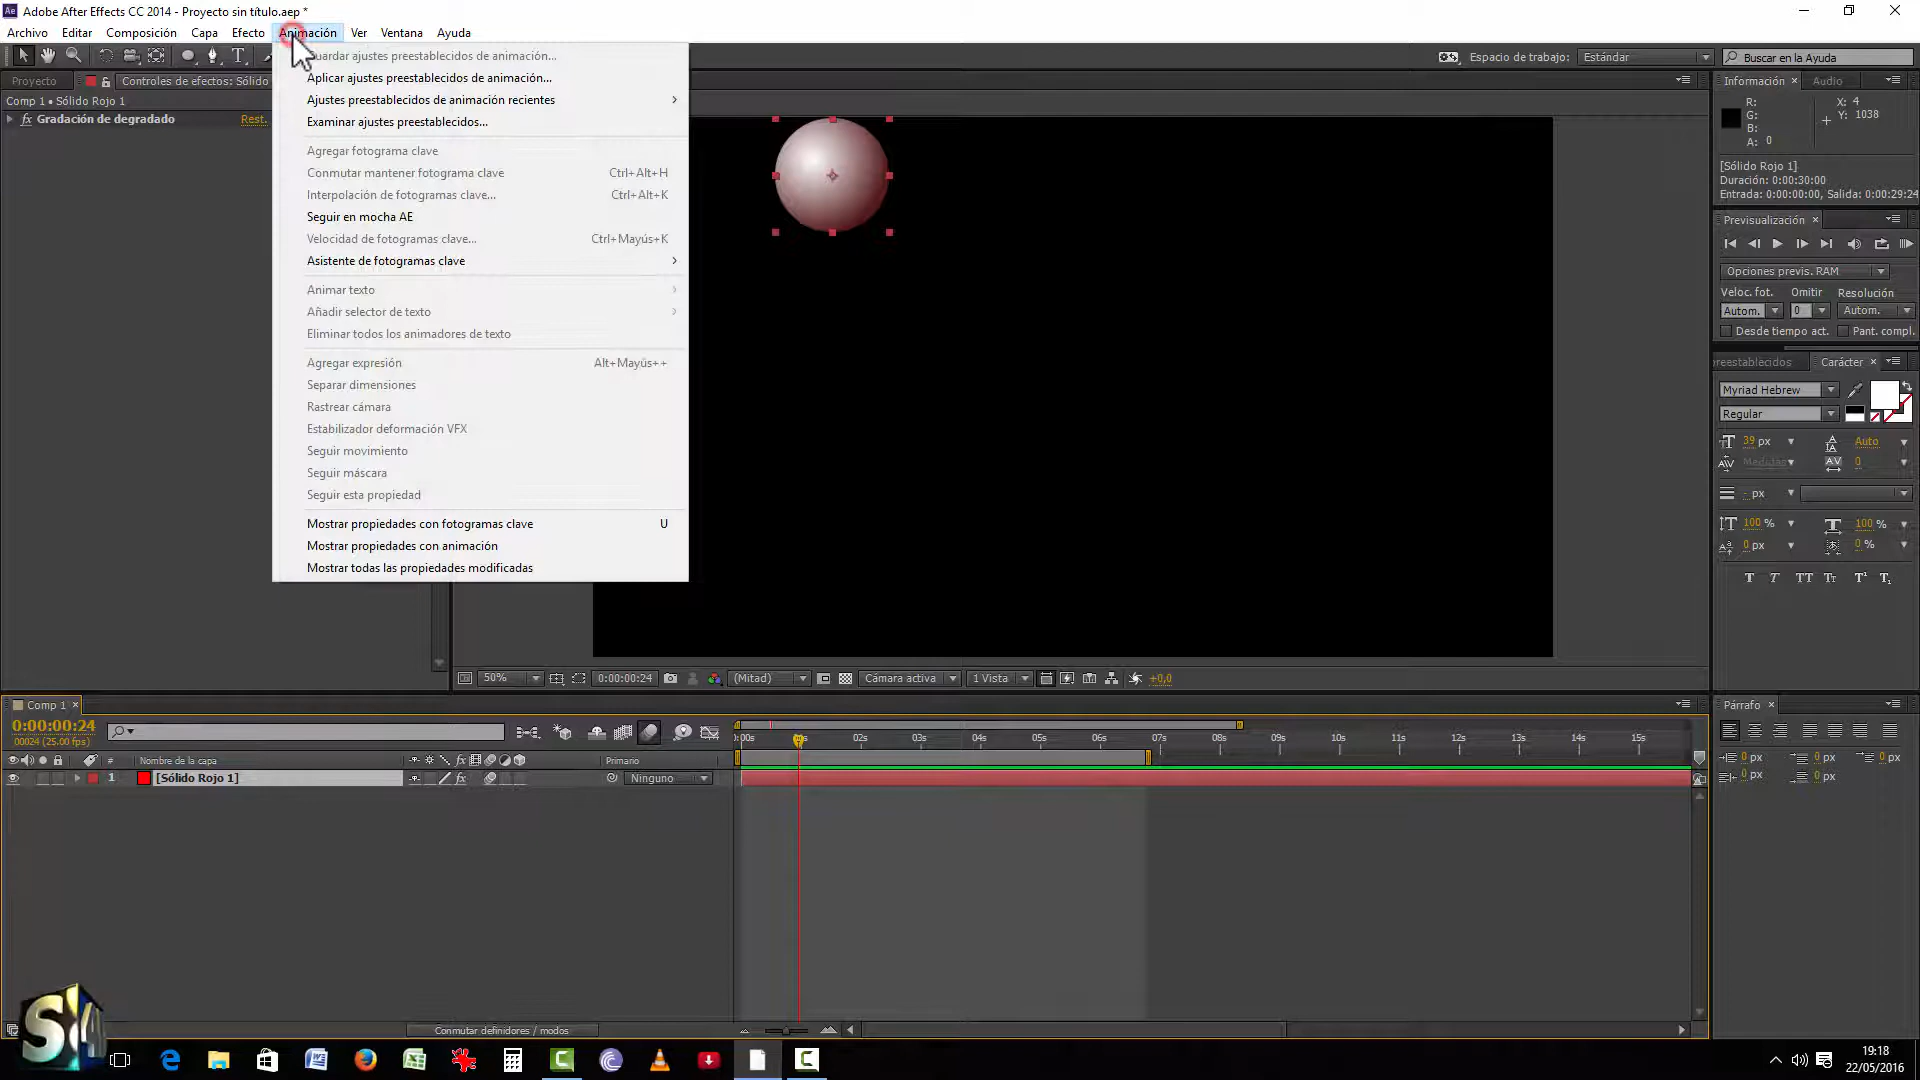 Adobe After Effects CC 2014 - Proyecto sin título.aep *
Archivo Editar Composición Capa Efecto Animación Ver Ventana Ayuda
Espacio de trabajo: Estándar
Buscar en la Ayuda
Proyecto Controles de efectos: Sólido
Comp 1 • Sólido Rojo 1
Gradación de degradado Rest.
Guardar ajustes preestablecidos de animación...
Aplicar ajustes preestablecidos de animación...
Ajustes preestablecidos de animación recientes
Examinar ajustes preestablecidos...
Agregar fotograma clave
Conmutar mantener fotograma clave Ctrl+Alt+H
Interpolación de fotogramas clave... Ctrl+Alt+K
Seguir en mocha AE
Velocidad de fotogramas clave... Ctrl+Mayús+K
Asistente de fotogramas clave
Animar texto
Añadir selector de texto
Eliminar todos los animadores de texto
Agregar expresión Alt+Mayús++
Separar dimensiones
Rastrear cámara
Estabilizador deformación VFX
Seguir movimiento
Seguir máscara
Seguir esta propiedad
Mostrar propiedades con fotogramas clave U
Mostrar propiedades con animación
Mostrar todas las propiedades modificadas
Información Audio
R: X: 4
G: Y: 1038
B:
A: 0
[Sólido Rojo 1]
Duración: 0:00:30:00
Entrada: 0:00:00:00, Salida: 0:00:29:24
Previsualización
Opciones previs. RAM
Veloc. fot. Omitir Resolución
Autom. 0 Autom.
Desde tiempo act. Pant. compl.
preestablecidos Carácter
Myriad Hebrew
Regular
39 px Auto
0
- px
100 % 100 %
0 px 0 %
T T TT Tr T¹ T₁
50% 0:00:00:24 (Mitad) Cámara activa 1 Vista +0,0
Comp 1
0:00:00:24
00024 (25.00 fps)
# Nombre de la capa fx Primario
1 [Sólido Rojo 1] fx Ninguno
:00s 02s 03s 04s 05s 06s 07s 08s 09s 10s 11s 12s 13s 14s 15s
Párrafo
0 px 0 px 0 px
0 px 0 px
Conmutar definidores / modos
19:18
22/05/2016